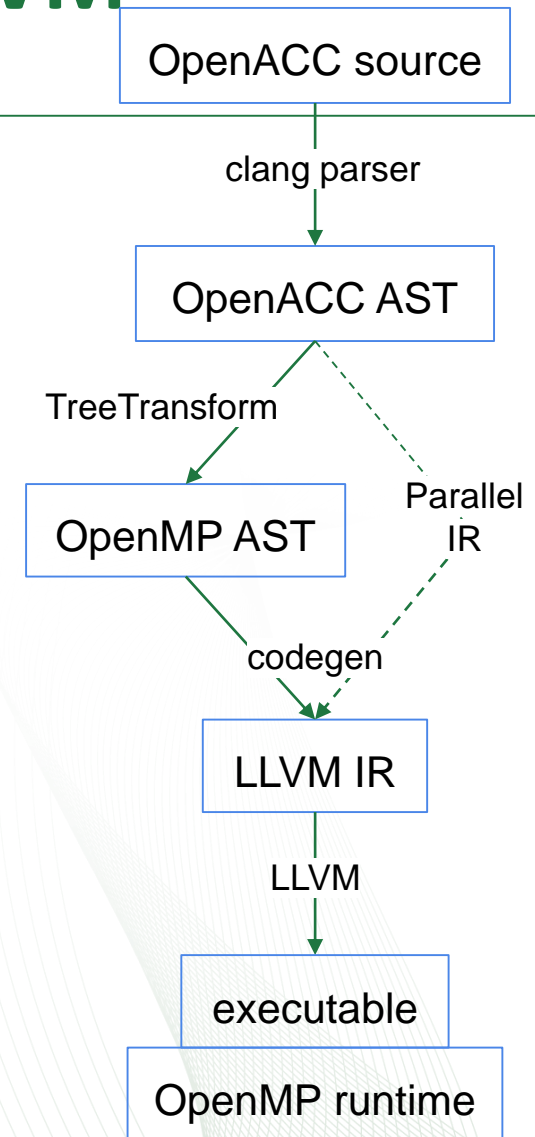 OpenACC source
clang parser
OpenACC AST
TreeTransform
OpenMP AST
Parallel
IR
codegen
LLVM IR
LLVM
executable
OpenMP runtime